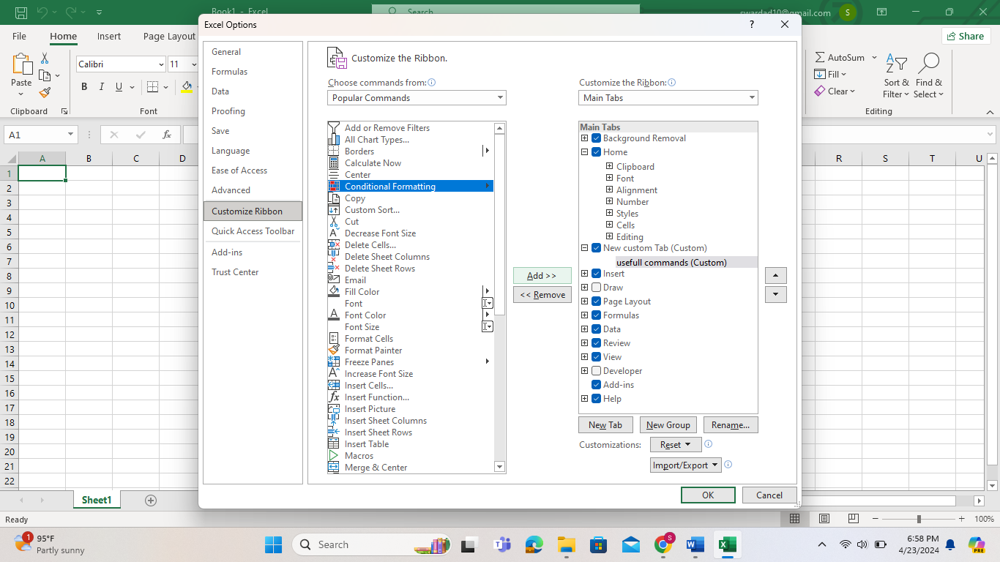 Book1 - Excel
Search
swardad10@gmail.com
S
File
Home
Insert
Page Layout
Share
Paste
Clipboard
Calibri
11
B I U
Font
AutoSum
Fill
Clear
Sort & Filter
Find & Select
Editing
A1
fx
A B C D
R S T U
1
2
3
4
5
6
7
8
9
10
11
12
13
14
15
16
17
18
19
20
21
22
Sheet1
Ready
100%
Excel Options
?
General
Formulas
Data
Proofing
Save
Language
Ease of Access
Advanced
Customize Ribbon
Quick Access Toolbar
Add-ins
Trust Center
Customize the Ribbon.
Choose commands from:
Popular Commands
Add or Remove Filters
All Chart Types...
Borders
Calculate Now
Center
Conditional Formatting
Copy
Custom Sort...
Cut
Decrease Font Size
Delete Cells...
Delete Sheet Columns
Delete Sheet Rows
Email
Fill Color
Font
Font Color
Font Size
Format Cells
Format Painter
Freeze Panes
Increase Font Size
Insert Cells...
Insert Function...
Insert Picture
Insert Sheet Columns
Insert Sheet Rows
Insert Table
Macros
Merge & Center
Add >>
<< Remove
Customize the Ribbon:
Main Tabs
Main Tabs
Background Removal
Home
Clipboard
Font
Alignment
Number
Styles
Cells
Editing
New custom Tab (Custom)
usefull commands (Custom)
Insert
Draw
Page Layout
Formulas
Data
Review
View
Developer
Add-ins
Help
New Tab
New Group
Rename...
Customizations:
Reset
Import/Export
OK
Cancel
1
95°F
Partly sunny
Search
S
6:58 PM
4/23/2024
PRE